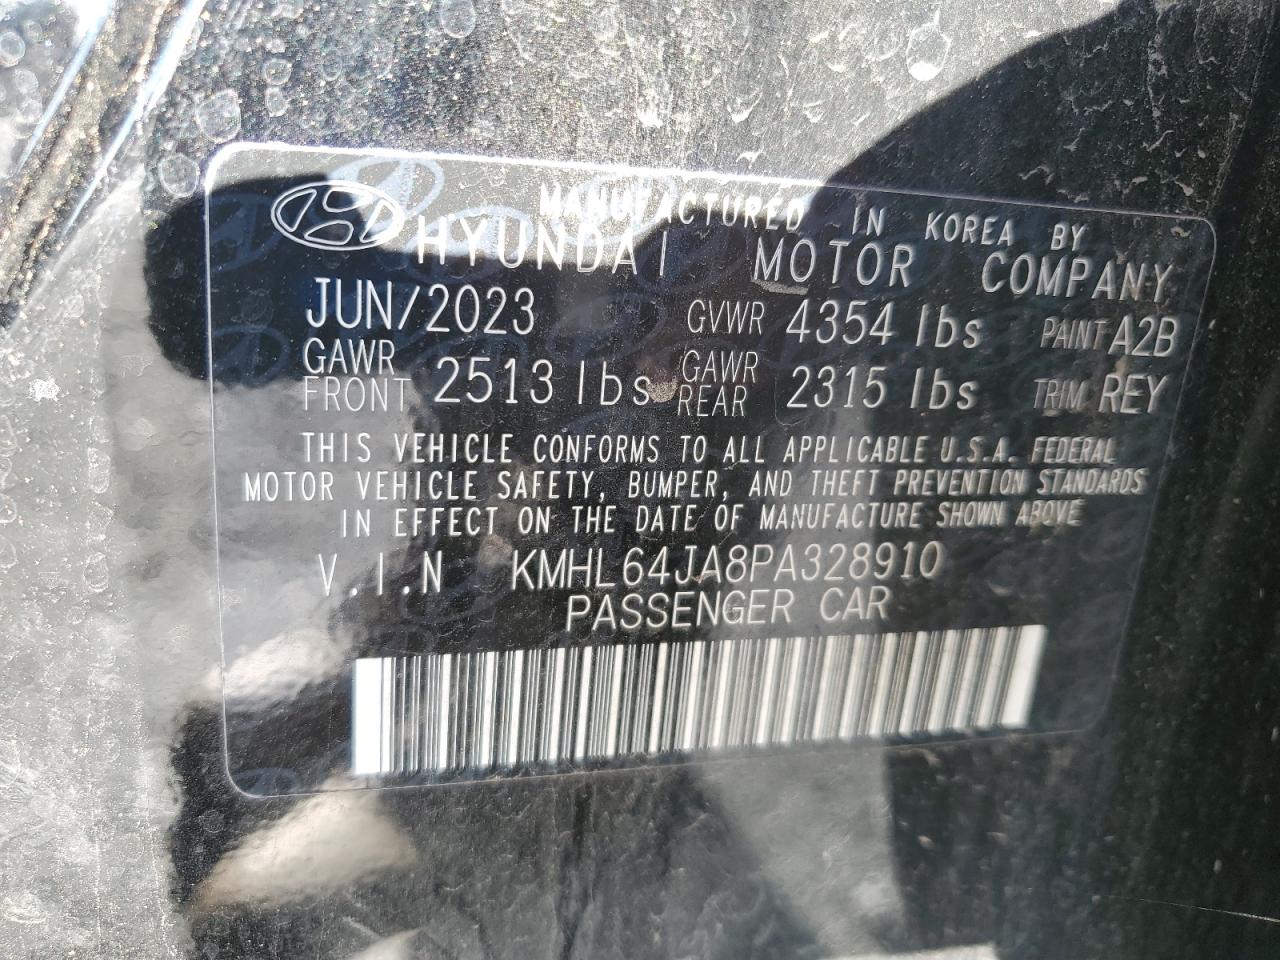 MANUFACTURED IN KOREA BY
HYUNDAI MOTOR COMPANY
JUN/2023 GVWR 4354 lbs PAINT A2B
GAWR FRONT 2513 lbs GAWR REAR 2315 lbs TRIM REY
THIS VEHICLE CONFORMS TO ALL APPLICABLE U.S.A. FEDERAL
MOTOR VEHICLE SAFETY, BUMPER, AND THEFT PREVENTION STANDARDS
IN EFFECT ON THE DATE OF MANUFACTURE SHOWN ABOVE
V.I.N KMHL64JA8PA328910
PASSENGER CAR